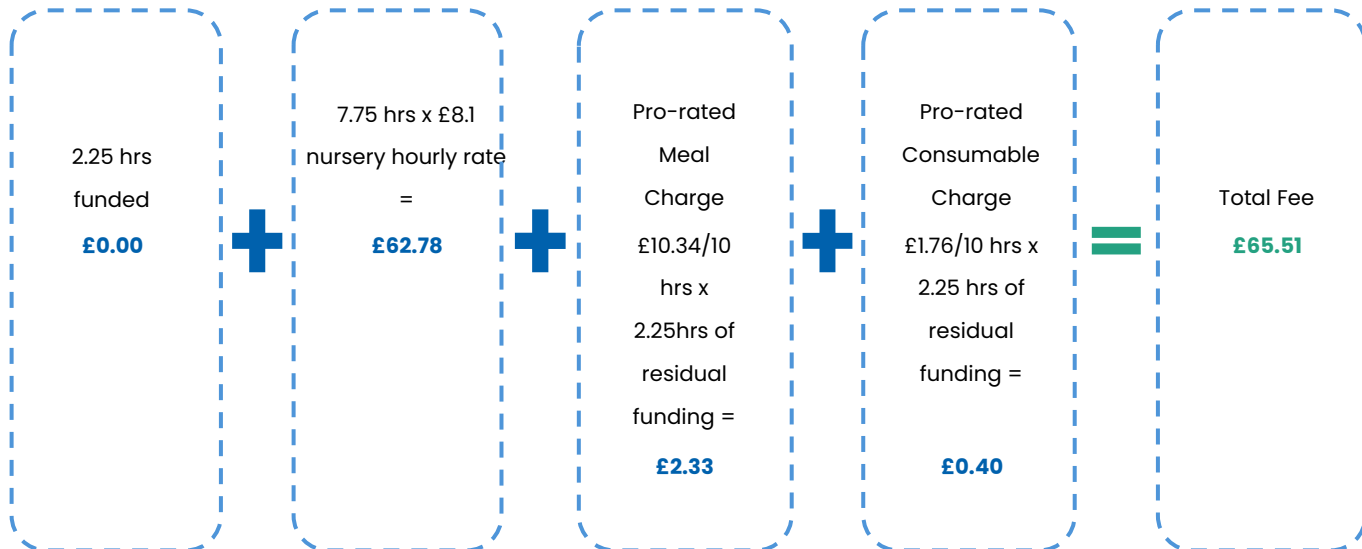 2.25 hrs
funded
£0.00
7.75 hrs x £8.1
nursery hourly rate
=
£62.78
Pro-rated
Meal
Charge
£10.34/10
hrs x
2.25hrs of
residual
funding =
£2.33
Pro-rated
Consumable
Charge
£1.76/10 hrs x
2.25 hrs of
residual
funding =
£0.40
Total Fee
£65.51